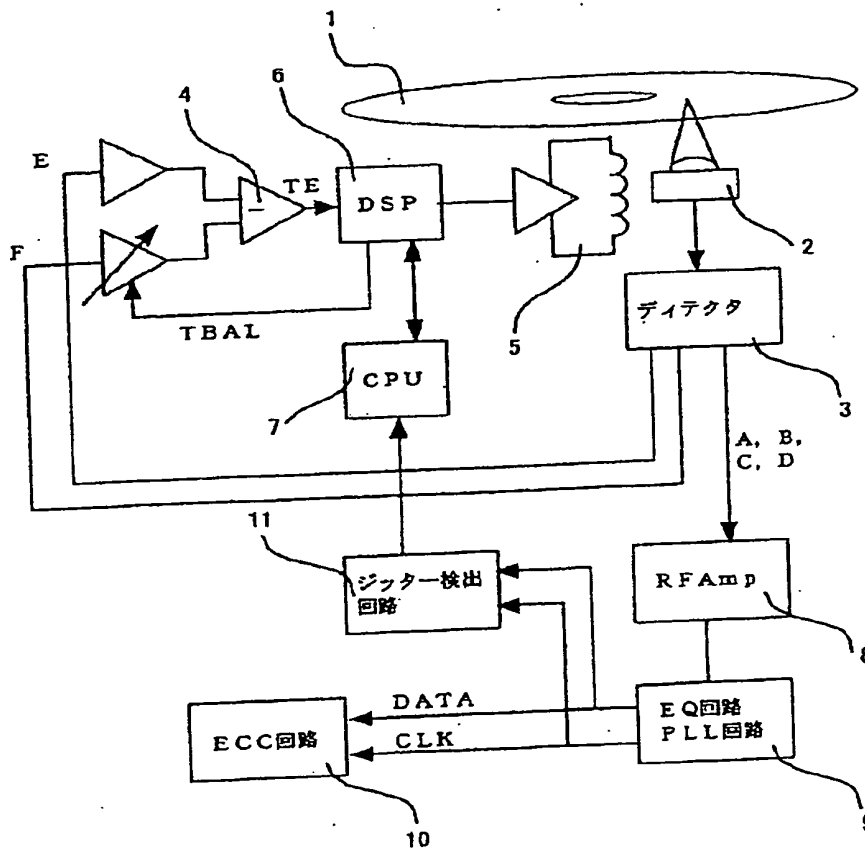 1
6
4
E
TE
DSP
F
2
ディテクタ
TBAL
5
CPU
3
7
A, B,
C, D
11
ジッター検出
回路
RFAmp
8
DATA
EQ回路
PLL回路
ECC回路
CLK
9
10